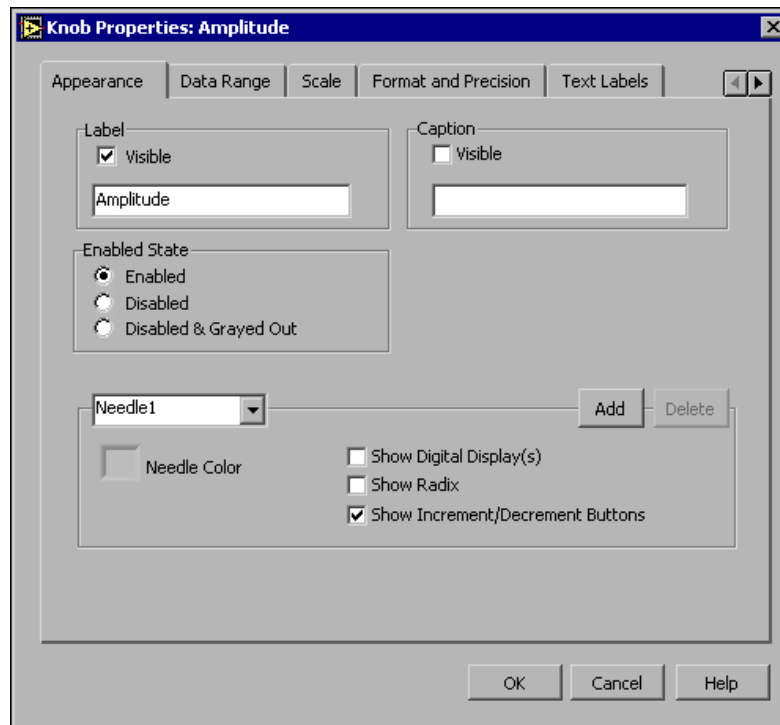 Knob Properties: Amplitude
Appearance Data Range Scale Format and Precision Text Labels
Label
Visible
Amplitude
Caption
Visible
Enabled State
Enabled
Disabled
Disabled & Grayed Out
Needle1
Add Delete
Needle Color
Show Digital Display(s)
Show Radix
Show Increment/Decrement Buttons
OK Cancel Help